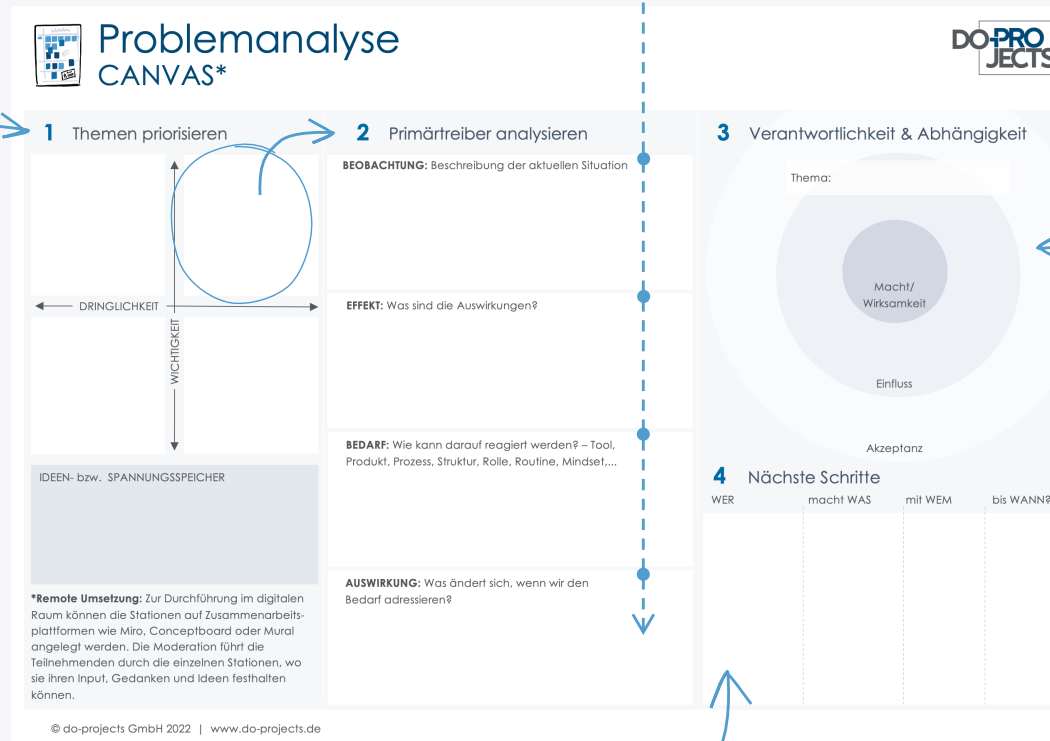 Problemanalyse
CANVAS*
DO-PRO
JECTS
1 Themen priorisieren
DRINGLICHKEIT
WICHTIGKEIT
IDEEN- bzw. SPANNUNGSSPEICHER
*Remote Umsetzung: Zur Durchführung im digitalen
Raum können die Stationen auf Zusammenarbeits-
plattformen wie Miro, Conceptboard oder Mural
angelegt werden. Die Moderation führt die
Teilnehmenden durch die einzelnen Stationen, wo
sie ihren Input, Gedanken und Ideen festhalten
können.
2 Primärtreiber analysieren
BEOBACHTUNG: Beschreibung der aktuellen Situation
EFFEKT: Was sind die Auswirkungen?
BEDARF: Wie kann darauf reagiert werden? – Tool,
Produkt, Prozess, Struktur, Rolle, Routine, Mindset,...
AUSWIRKUNG: Was ändert sich, wenn wir den
Bedarf adressieren?
3 Verantwortlichkeit & Abhängigkeit
Thema:
Macht/
Wirksamkeit
Einfluss
Akzeptanz
4 Nächste Schritte
WER macht WAS mit WEM bis WANN?
© do-projects GmbH 2022 | www.do-projects.de